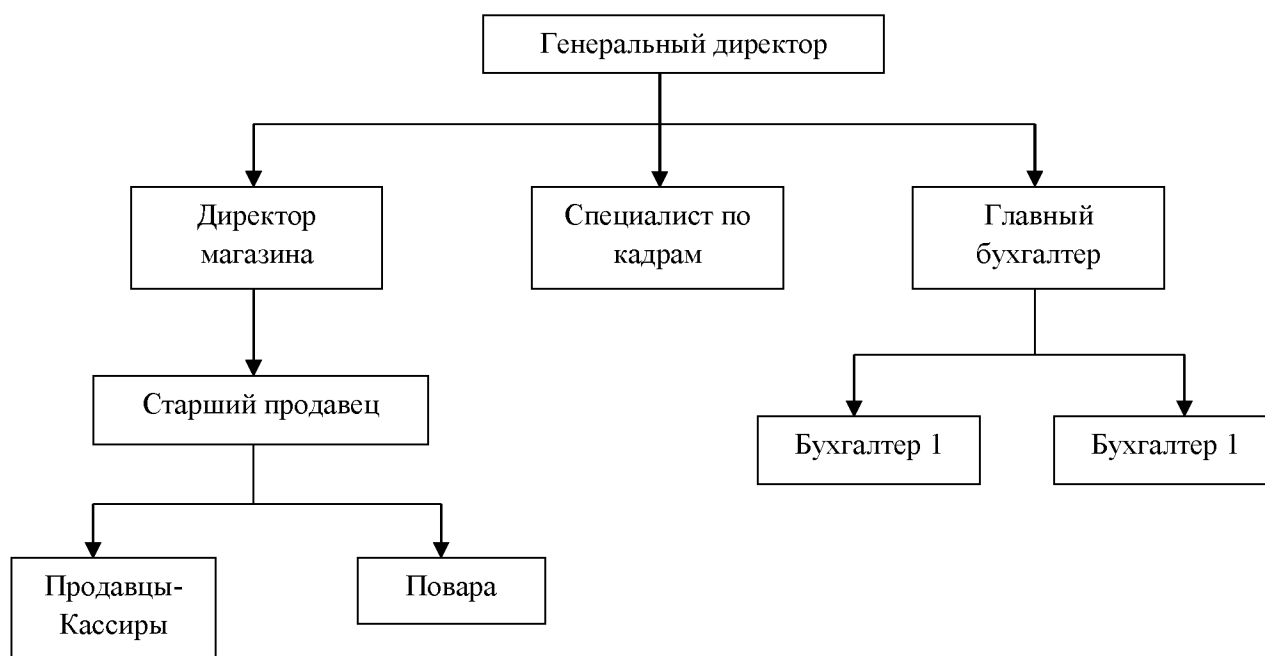 Генеральный директор
Директор
магазина
Специалист по
кадрам
Главный
бухгалтер
Старший продавец
Бухгалтер 1
Бухгалтер 1
Продавцы-
Кассиры
Повара